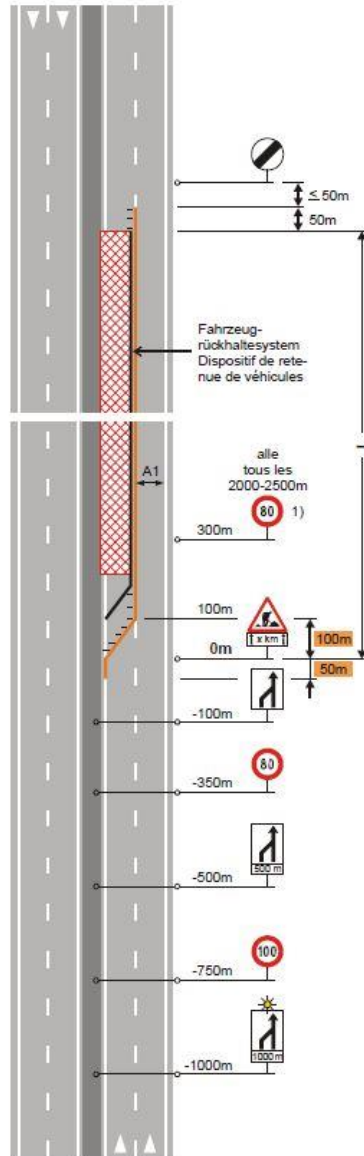 ≤ 50m
50m
Fahrzeug-
rückhaltesystem
Dispositif de rete-
nue de véhicules
A1
alle
tous les
2000-2500m
80 1)
300m
100m
x km
100m
0m
50m
-100m
80
-350m
500 m
-500m
100
-750m
1000 m
-1000m